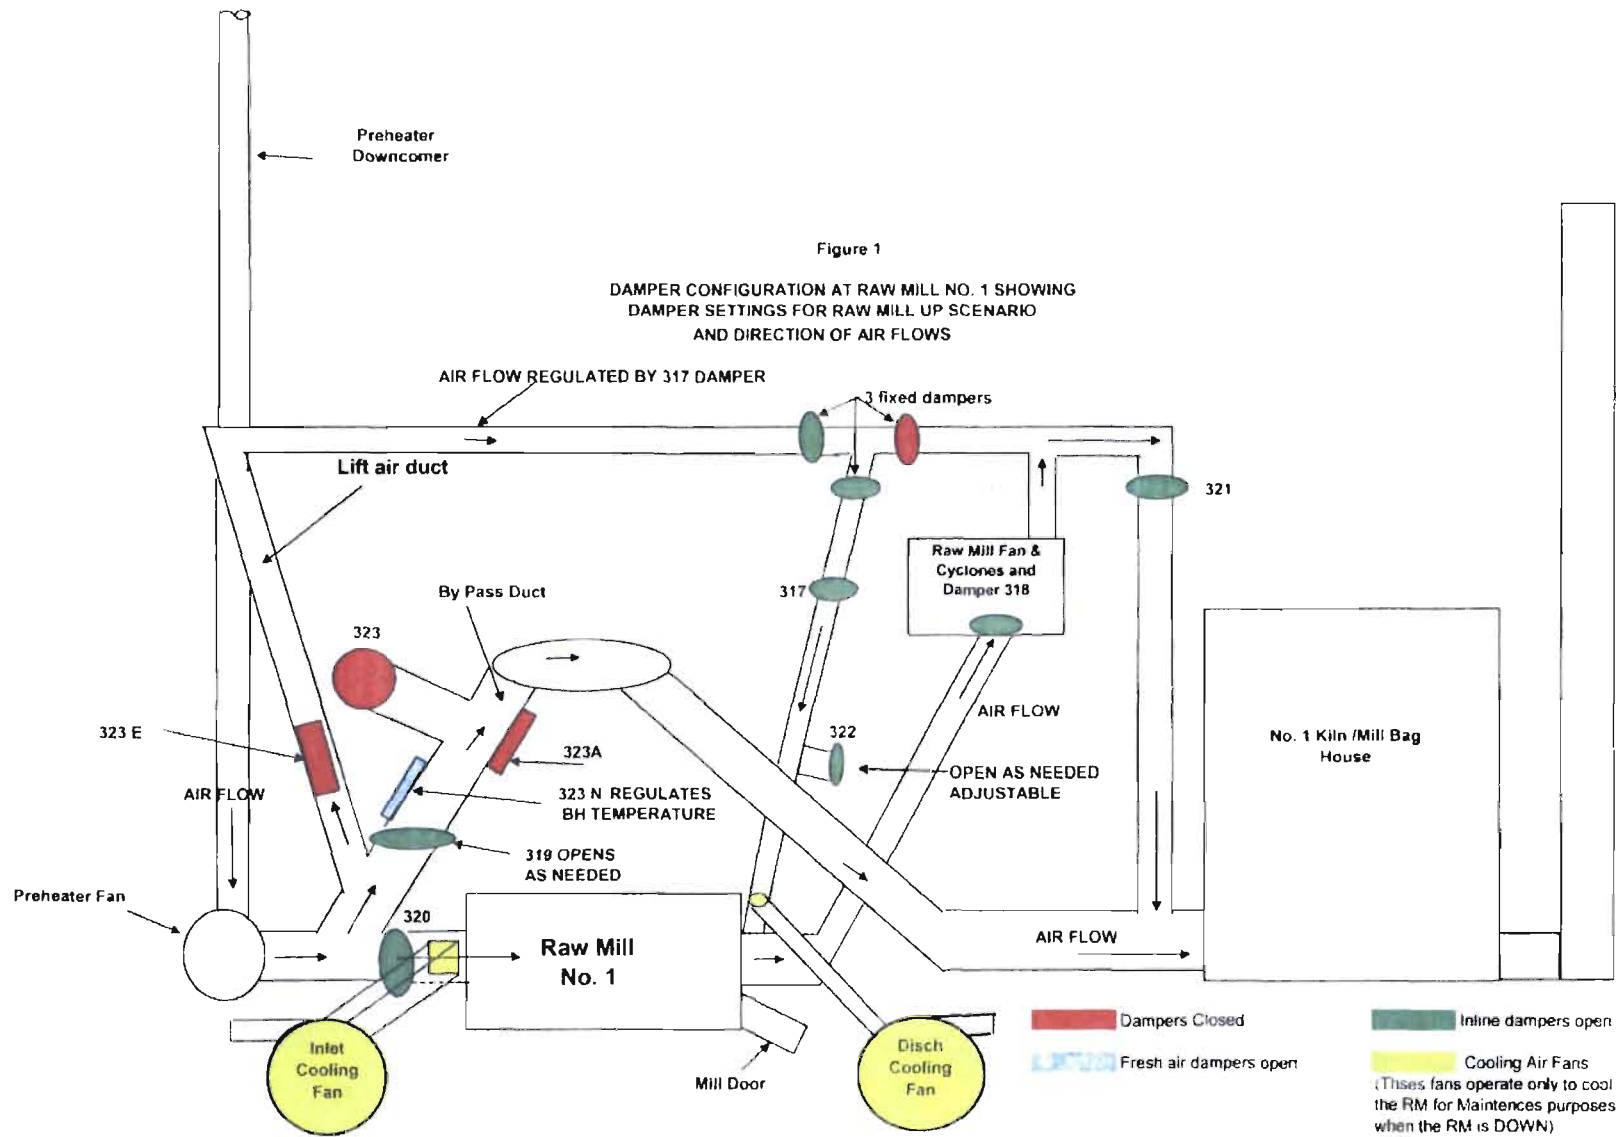 Preheater
Downcomer
Figure 1
DAMPER CONFIGURATION AT RAW MILL NO. 1 SHOWING
DAMPER SETTINGS FOR RAW MILL UP SCENARIO
AND DIRECTION OF AIR FLOWS
AIR FLOW REGULATED BY 317 DAMPER
3 fixed dampers
Lift air duct
321
Raw Mill Fan &
Cyclones and
Damper 318
317
By Pass Duct
323
AIR FLOW
322
323 E
323A
OPEN AS NEEDED
ADJUSTABLE
No. 1 Kiln /Mill Bag
House
AIR FLOW
323 N REGULATES
BH TEMPERATURE
319 OPENS
AS NEEDED
Preheater Fan
320
Raw Mill
No. 1
AIR FLOW
Inlet
Cooling
Fan
Disch
Cooling
Fan
Mill Door
Dampers Closed
Inline dampers open
Fresh air dampers open
Cooling Air Fans
(Thses fans operate only to cool
the RM for Maintences purposes
when the RM is DOWN)